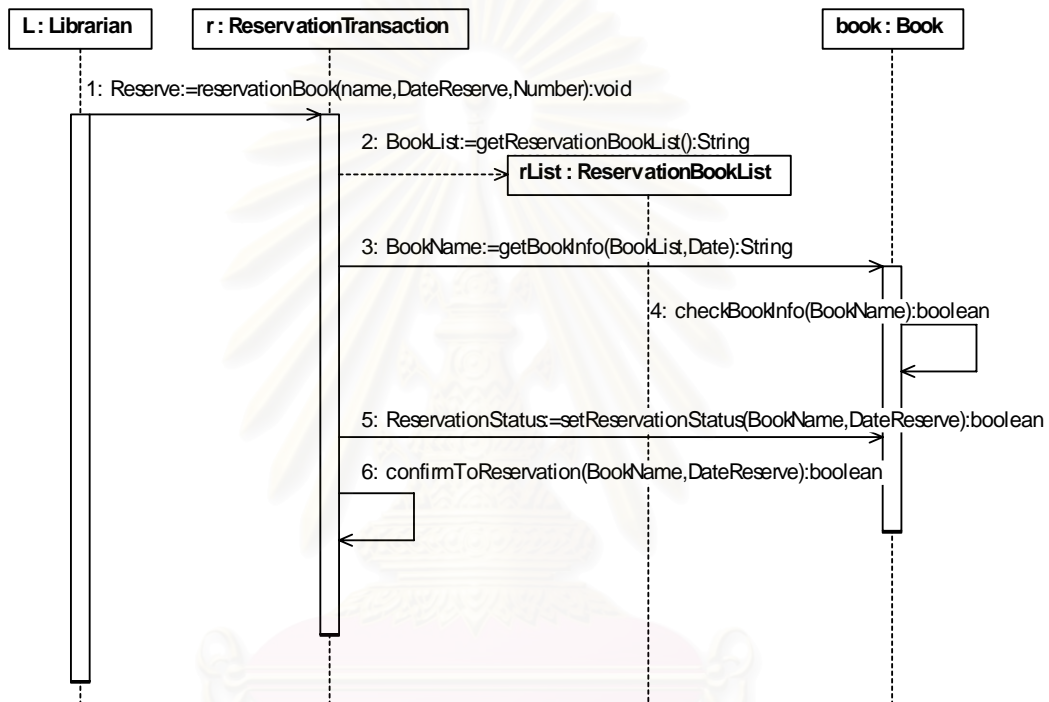 L : Librarian
r : ReservationTransaction
book : Book
1: Reserve:=reservationBook(name,DateReserve,Number):void
2: BookList:=getReservationBookList():String
rList : ReservationBookList
3: BookName:=getBookInfo(BookList,Date):String
4: checkBookInfo(BookName):boolean
5: ReservationStatus:=setReservationStatus(BookName,DateReserve):boolean
6: confirmToReservation(BookName,DateReserve):boolean